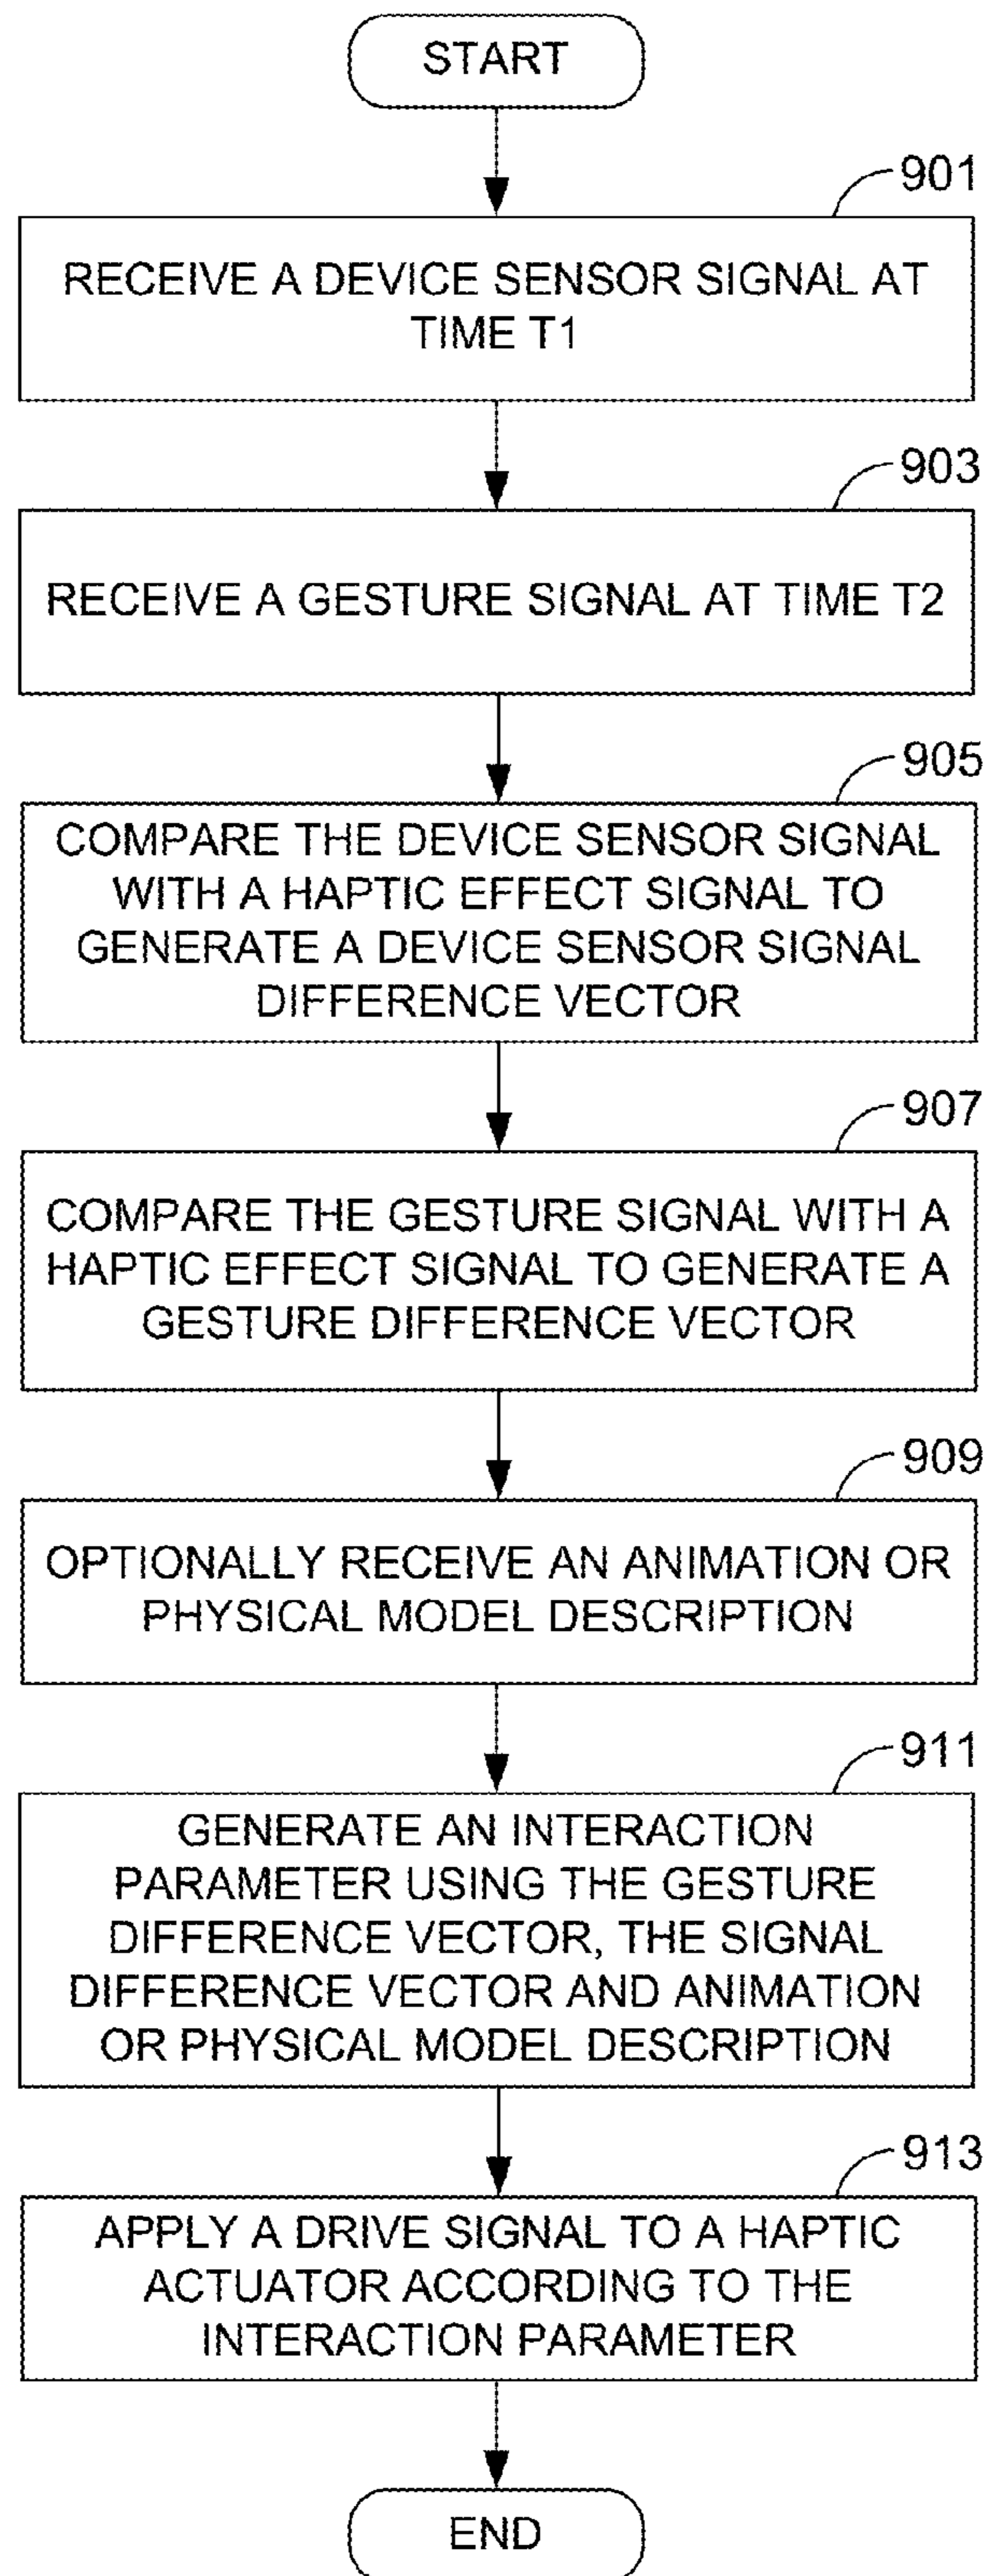 START
901
RECEIVE A DEVICE SENSOR SIGNAL AT
TIME T1
903
RECEIVE A GESTURE SIGNAL AT TIME T2
905
COMPARE THE DEVICE SENSOR SIGNAL
WITH A HAPTIC EFFECT SIGNAL TO
GENERATE A DEVICE SENSOR SIGNAL
DIFFERENCE VECTOR
907
COMPARE THE GESTURE SIGNAL WITH A
HAPTIC EFFECT SIGNAL TO GENERATE A
GESTURE DIFFERENCE VECTOR
909
OPTIONALLY RECEIVE AN ANIMATION OR
PHYSICAL MODEL DESCRIPTION
911
GENERATE AN INTERACTION
PARAMETER USING THE GESTURE
DIFFERENCE VECTOR, THE SIGNAL
DIFFERENCE VECTOR AND ANIMATION
OR PHYSICAL MODEL DESCRIPTION
913
APPLY A DRIVE SIGNAL TO A HAPTIC
ACTUATOR ACCORDING TO THE
INTERACTION PARAMETER
END